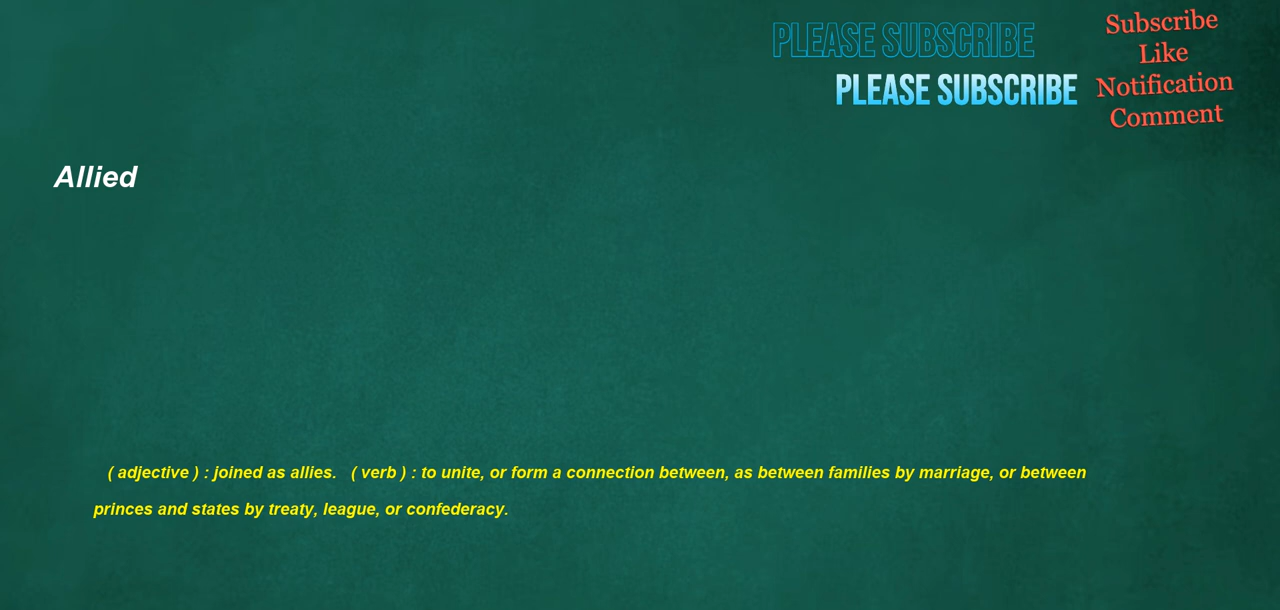 PLEASE SUBSCRIBE
PLEASE SUBSCRIBE
Subscribe
Like
Notification
Comment
Allied
( adjective ) : joined as allies. ( verb ) : to unite, or form a connection between, as between families by marriage, or between
princes and states by treaty, league, or confederacy.